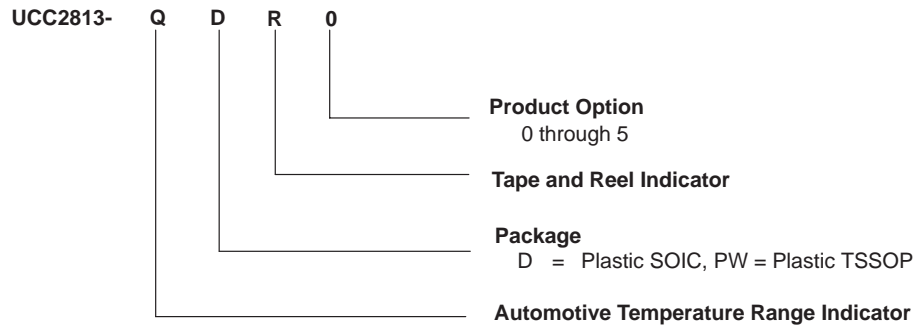 UCC2813- Q D R 0
Product Option
0 through 5
Tape and Reel Indicator
Package
D = Plastic SOIC, PW = Plastic TSSOP
Automotive Temperature Range Indicator